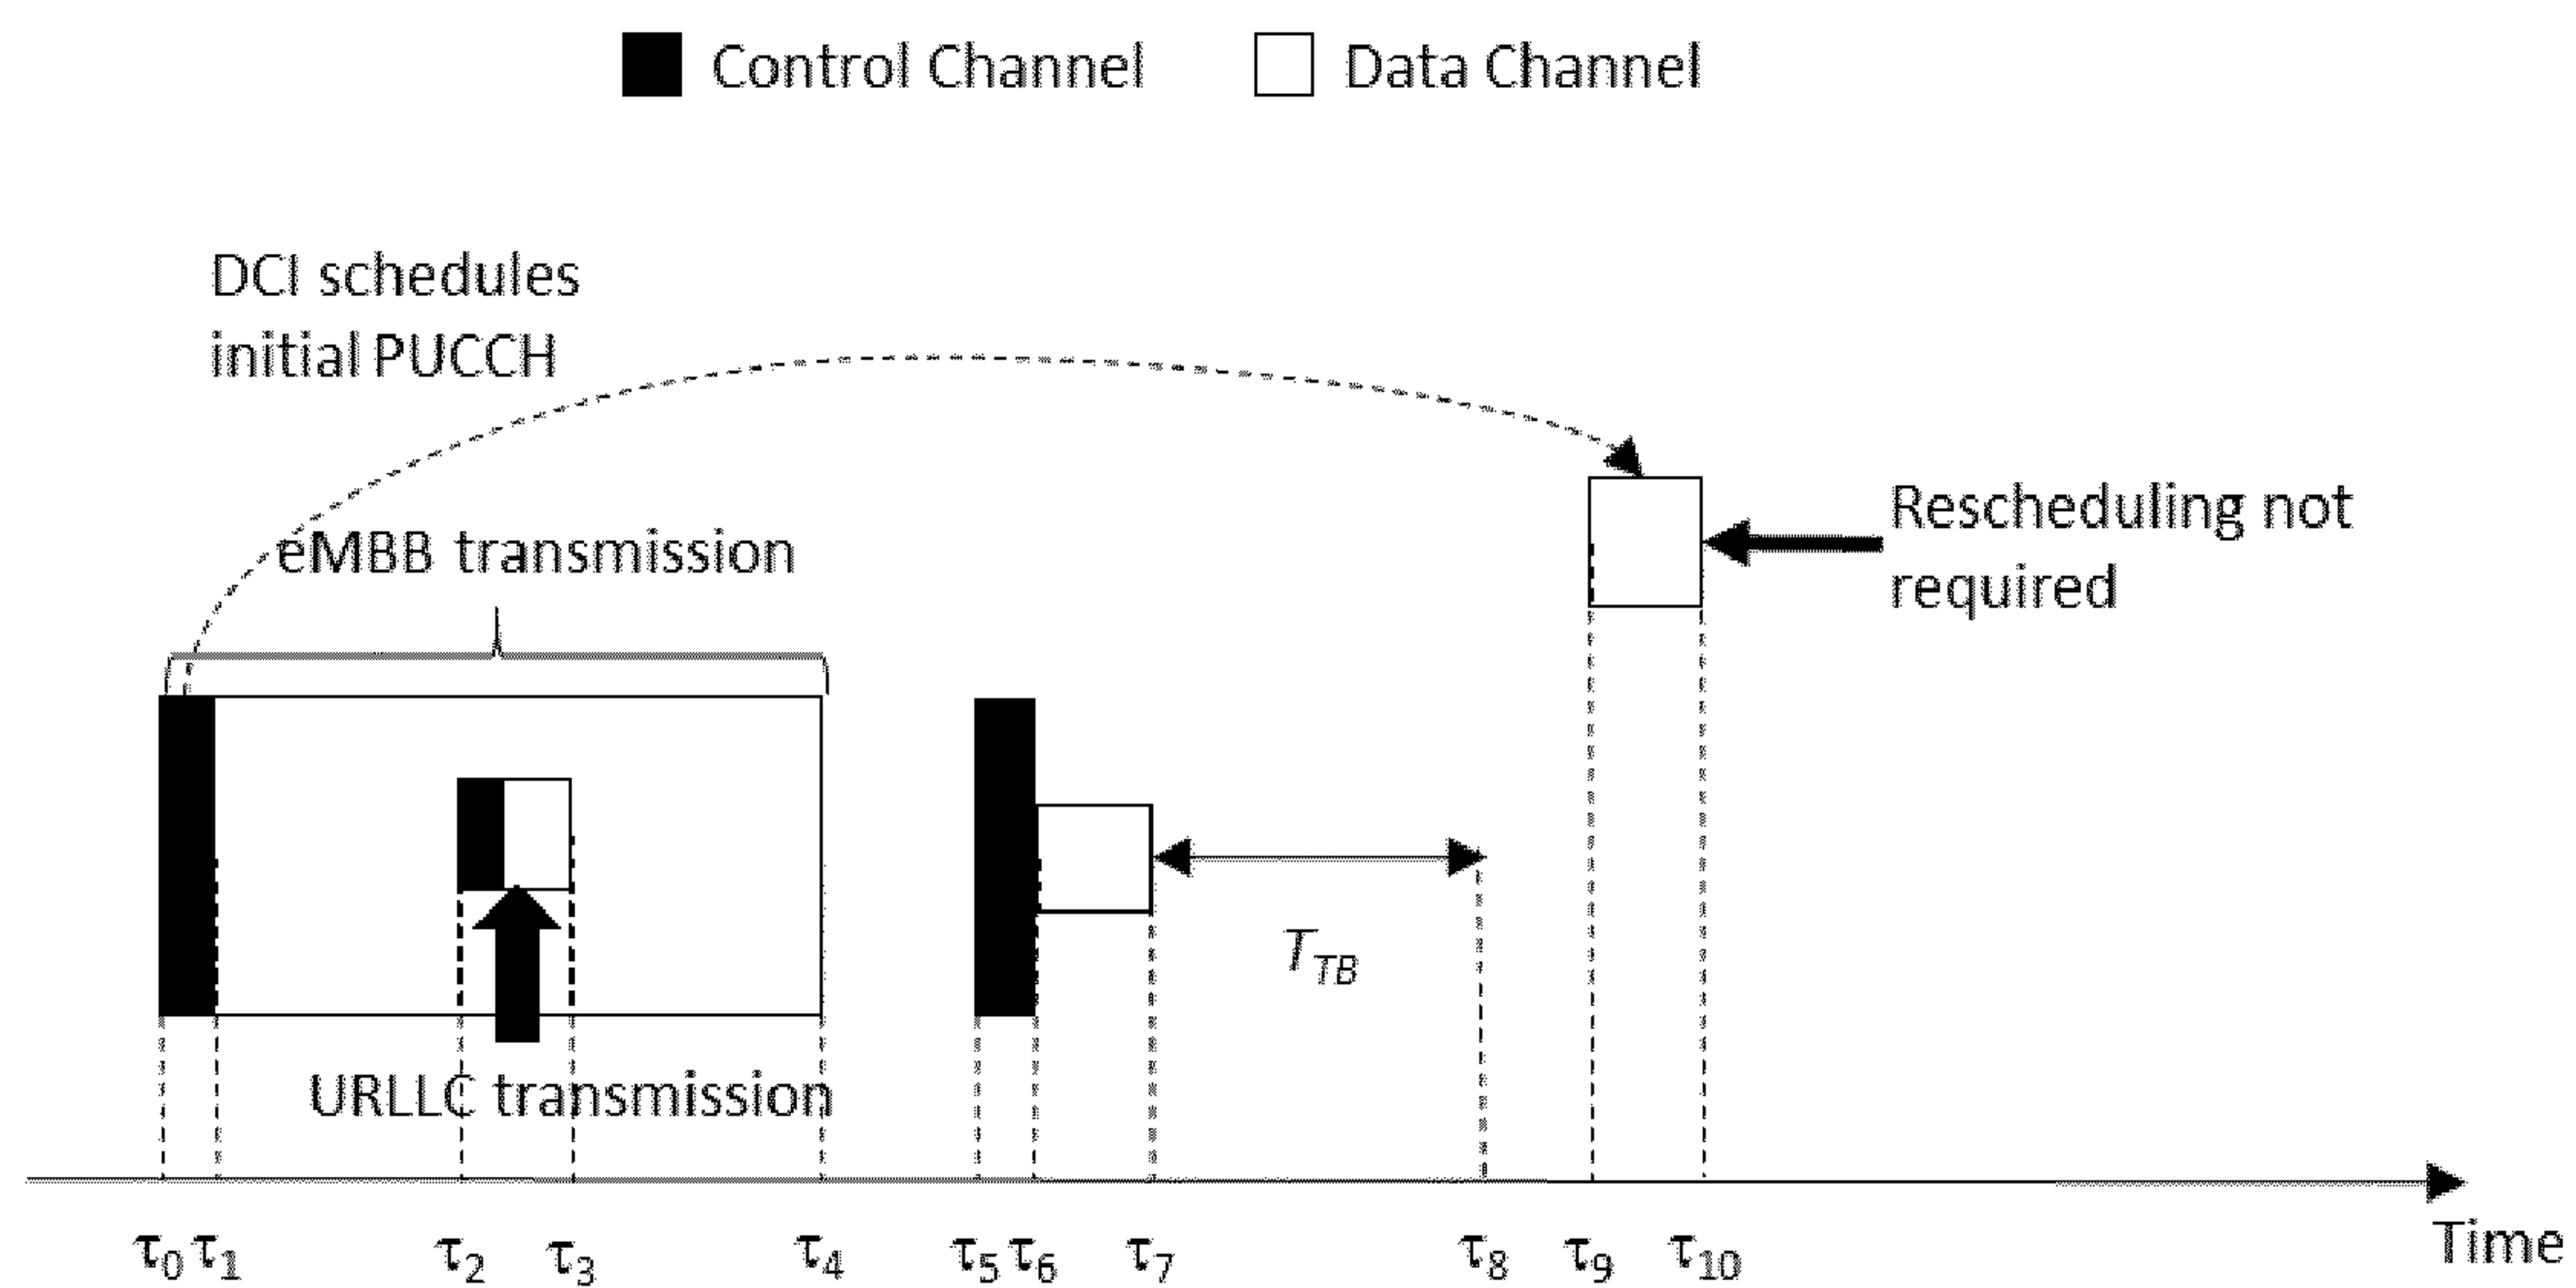 Control Channel
Data Channel
DCI schedules
initial PUCCH
eMBB transmission
Rescheduling not
required
T_TB
URLLC transmission
τ0 τ1 τ2 τ3 τ4 τ5 τ6 τ7 τ8 τ9 τ10
Time